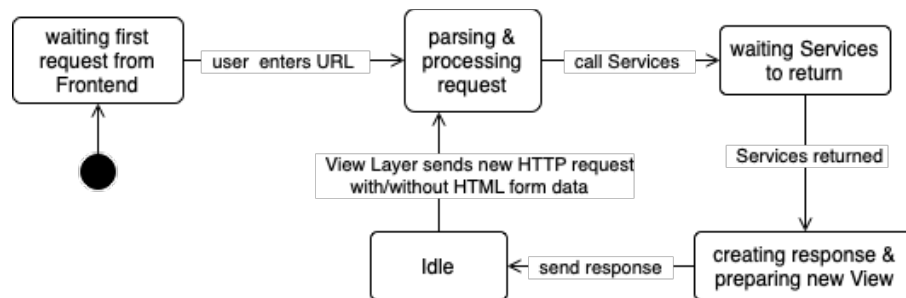 waiting first
request from
Frontend
user enters URL
parsing &
processing
request
call Services
waiting Services
to return
Services returned
View Layer sends new HTTP request
with/without HTML form data
Idle
send response
creating response &
preparing new View